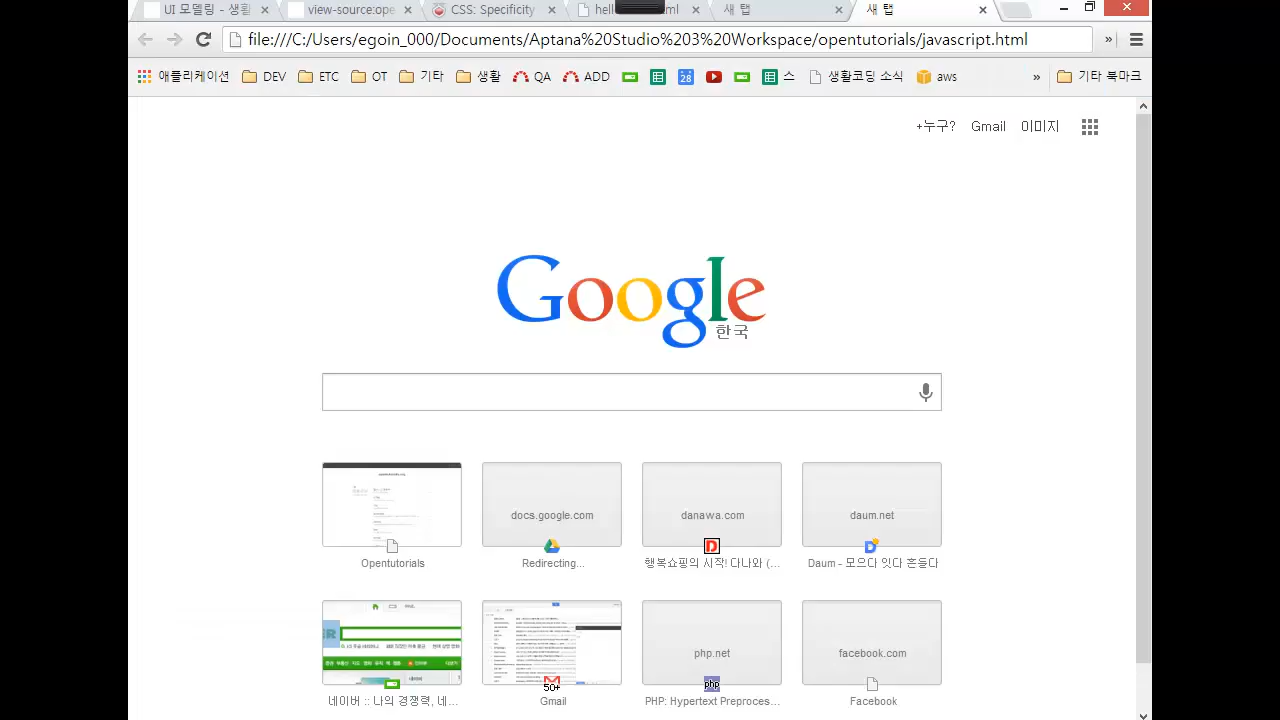 UI 모델링 - 생활
view-source:ope
CSS: Specificity
새 탭
새 탭
file:///C:/Users/egoin_000/Documents/Aptana%20Studio%203%20Workspace/opentutorials/javascript.html
애플리케이션 DEV ETC OT 기타 생활 QA ADD 28 스 생활코딩 소식 aws » 기타 북마크
+누구? Gmail 이미지
Google
한국
docs.google.com danawa.com daum.net
Opentutorials Redirecting... 행복쇼핑의 시작! 다나와 (... Daum - 모으다 잇다 흔들다
php.net facebook.com
50+
네이버 :: 나의 경쟁력, 네... Gmail PHP: Hypertext Preproces... Facebook